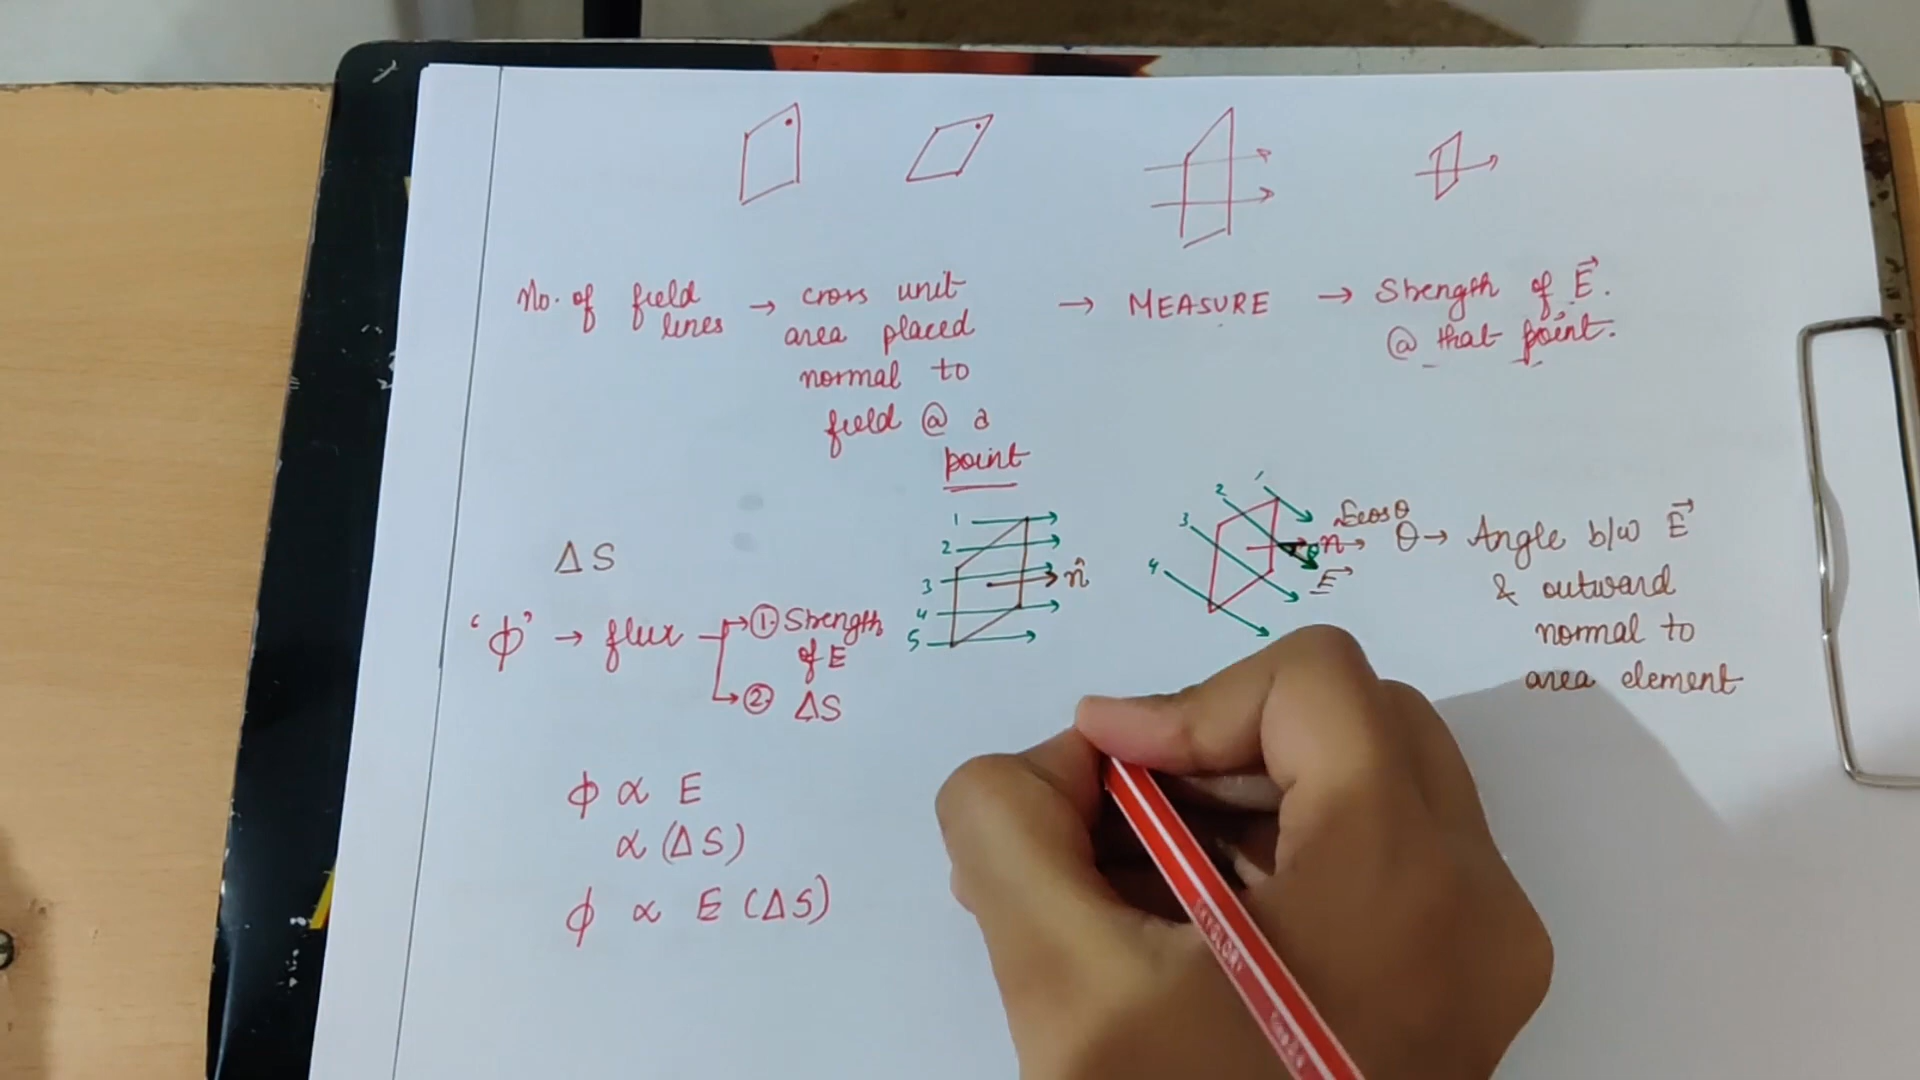 No. of field lines → cross unit area placed normal to field @ a point → MEASURE → Strength of E⃗. @ that point.
1
2
3
4
5
n̂
1
2
3
4
Ecosθ
n̂
θ
E⃗
θ → Angle b/w E⃗
& outward
normal to
area element
ΔS
'ϕ' → flux → ① Strength of E
② ΔS
ϕ ∝ E
∝ (ΔS)
ϕ ∝ E (ΔS)